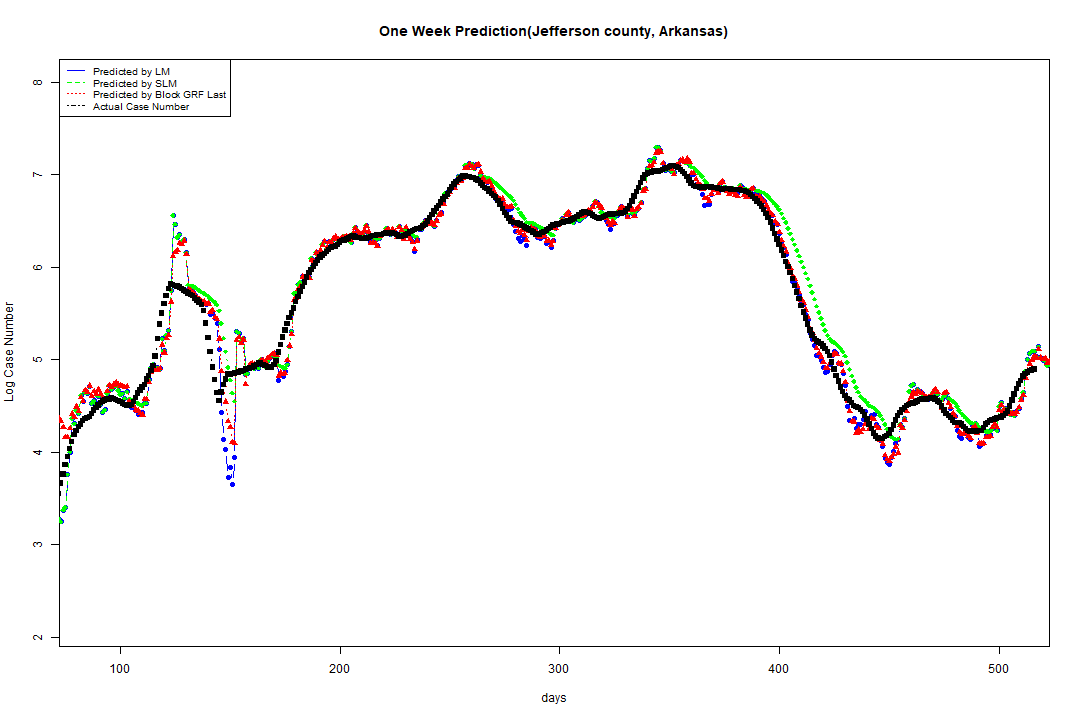 One Week Prediction(Jefferson county, Arkansas)
Predicted by LM
Predicted by SLM
Predicted by Block GRF Last
Actual Case Number
8
7
6
5
4
3
2
Log Case Number
100 200 300 400 500
days